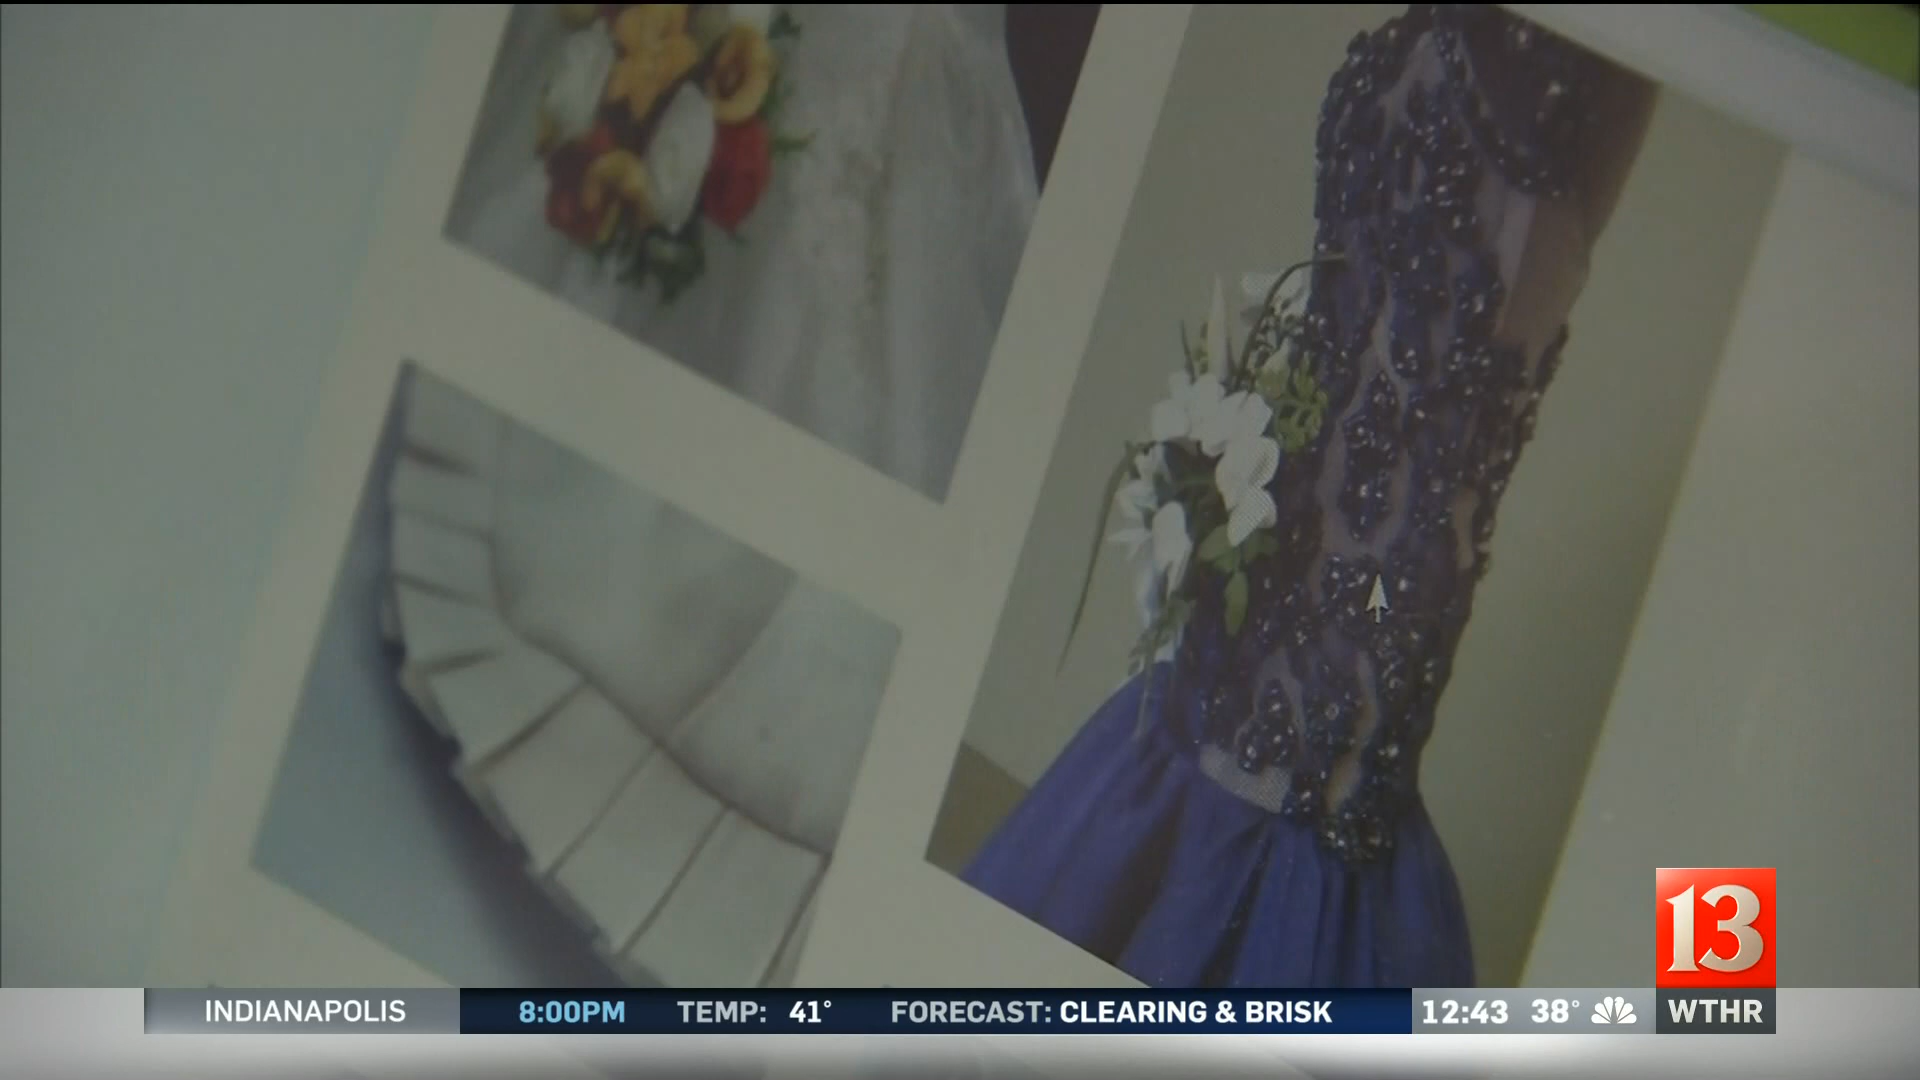 13
INDIANAPOLIS 8:00PM TEMP: 41° FORECAST: CLEARING & BRISK 12:43 38° WTHR